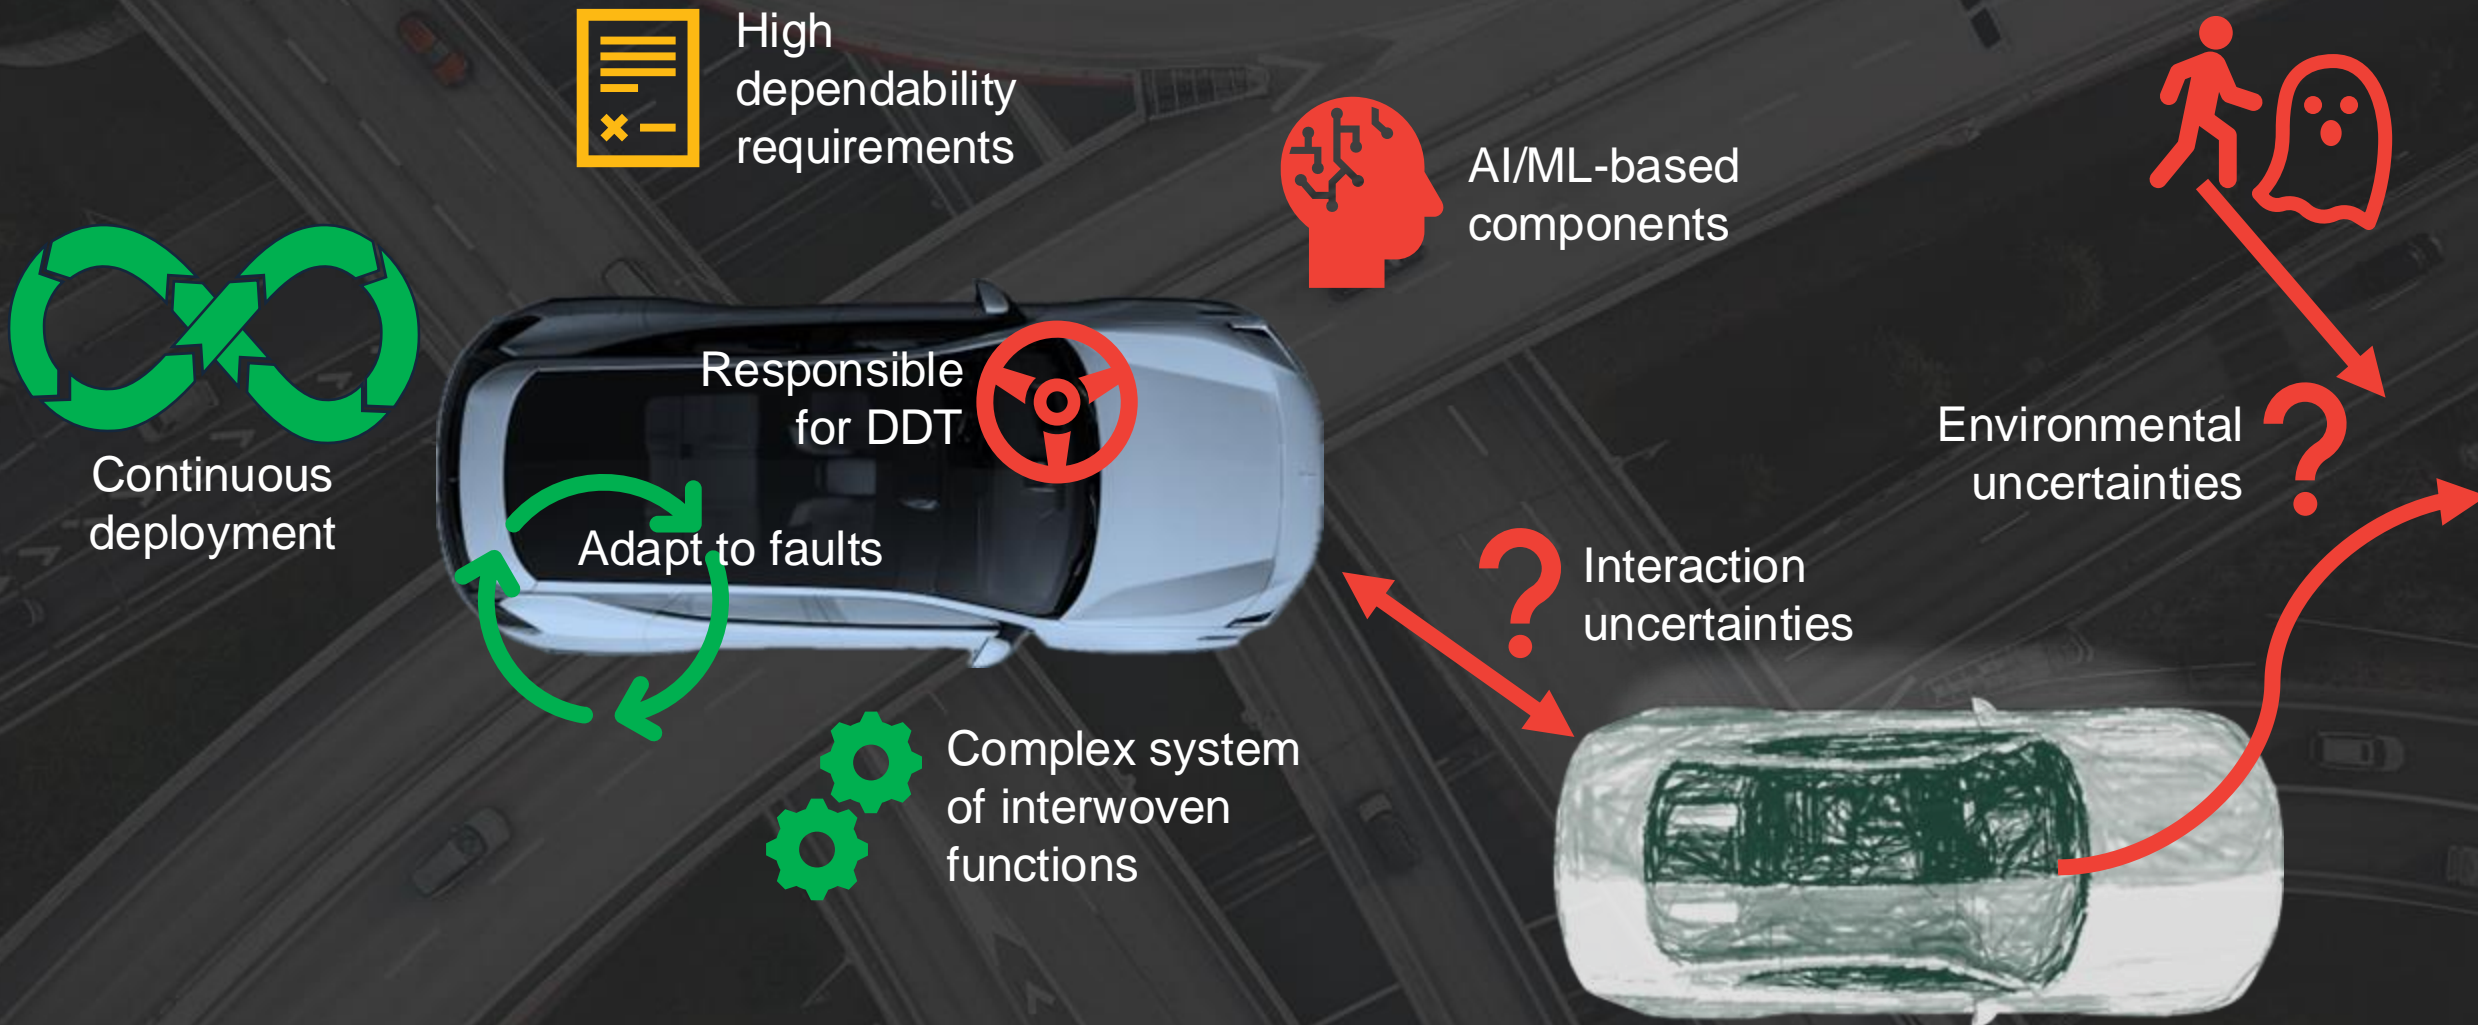 High
dependability
requirements
AI/ML-based
components
Responsible
for DDT
Continuous
deployment
Adapt to faults
Environmental
uncertainties
Interaction
uncertainties
Complex system
of interwoven
functions